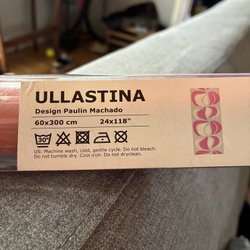 ULLASTINA
Design Paulin Machado
60x300 cm 24x118"
US: Machine wash, cold, gentle cycle. Do not bleach.
Do not tumble dry. Cool iron. Do not dryclean.